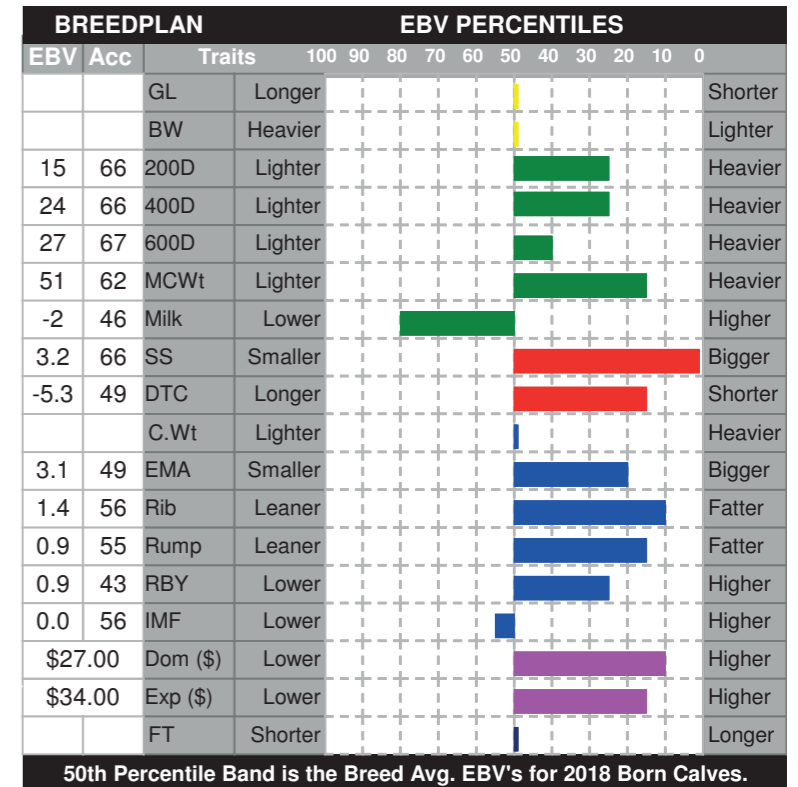 BREEDPLAN EBV PERCENTILES
EBV Acc Traits 100 90 80 70 60 50 40 30 20 10 0
GL Longer Shorter
BW Heavier Lighter
15 66 200D Lighter Heavier
24 66 400D Lighter Heavier
27 67 600D Lighter Heavier
51 62 MCWt Lighter Heavier
-2 46 Milk Lower Higher
3.2 66 SS Smaller Bigger
-5.3 49 DTC Longer Shorter
C.Wt Lighter Heavier
3.1 49 EMA Smaller Bigger
1.4 56 Rib Leaner Fatter
0.9 55 Rump Leaner Fatter
0.9 43 RBY Lower Higher
0.0 56 IMF Lower Higher
$27.00 Dom ($) Lower Higher
$34.00 Exp ($) Lower Higher
FT Shorter Longer
50th Percentile Band is the Breed Avg. EBV's for 2018 Born Calves.